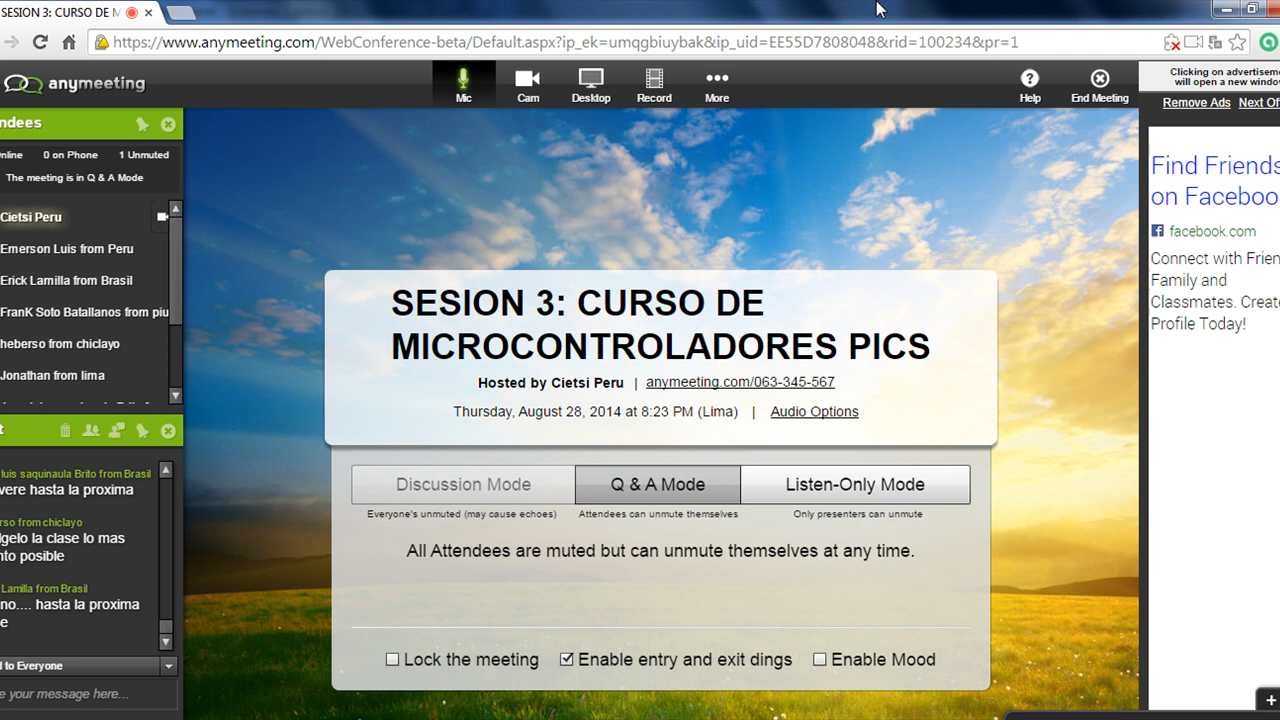 SESION 3: CURSO DE M
https://www.anymeeting.com/WebConference-beta/Default.aspx?ip_ek=umqgbiuybak&ip_uid=EE55D7808048&rid=100234&pr=1
anymeeting
Mic
Cam
Desktop
Record
More
Help
End Meeting
Clicking on advertiseme
will open a new windo
Remove Ads Next Of
ndees
nline 0 on Phone 1 Unmuted
The meeting is in Q & A Mode
Cietsi Peru
Emerson Luis from Peru
Erick Lamilla from Brasil
FranK Soto Batallanos from piu
heberso from chiclayo
Jonathan from lima
t
luis saquinaula Brito from Brasil
vere hasta la proxima
rso from chiclayo
lgelo la clase lo mas
nto posible
Lamilla from Brasil
no.... hasta la proxima
e
d to Everyone
e your message here...
SESION 3: CURSO DE
MICROCONTROLADORES PICS
Hosted by Cietsi Peru | anymeeting.com/063-345-567
Thursday, August 28, 2014 at 8:23 PM (Lima) | Audio Options
Discussion Mode
Q & A Mode
Listen-Only Mode
Everyone's unmuted (may cause echoes)
Attendees can unmute themselves
Only presenters can unmute
All Attendees are muted but can unmute themselves at any time.
Lock the meeting
Enable entry and exit dings
Enable Mood
Find Friends
on Faceboo
facebook.com
Connect with Frien
Family and
Classmates. Create
Profile Today!